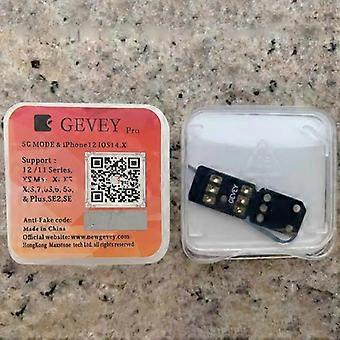 GEVEY Pro
5G MODE & iPhone12 IOS14.X
Support :
12 /11 Series,
& Plus,SE2,SE
Anti-Fake code:
Made in China
Official website:www.newgevey.com
HongKong Maxstone tech Ltd. all rights reserved
GEVEY